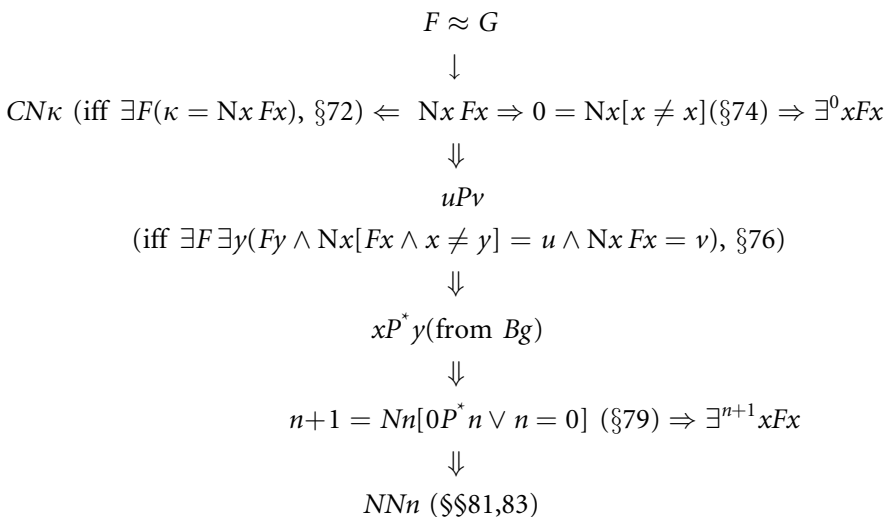 F ≈ G
↓
CNκ (iff ∃F(κ = Nx Fx), §72) ⇐ Nx Fx ⇒ 0 = Nx[x ≠ x](§74) ⇒ ∃⁰xFx
⇓
uPv
(iff ∃F ∃y(Fy ∧ Nx[Fx ∧ x ≠ y] = u ∧ Nx Fx = v), §76)
⇓
xP*y(from Bg)
⇓
n+1 = Nn[0P*n ∨ n = 0] (§79) ⇒ ∃ⁿ⁺¹xFx
⇓
NNn (§§81,83)